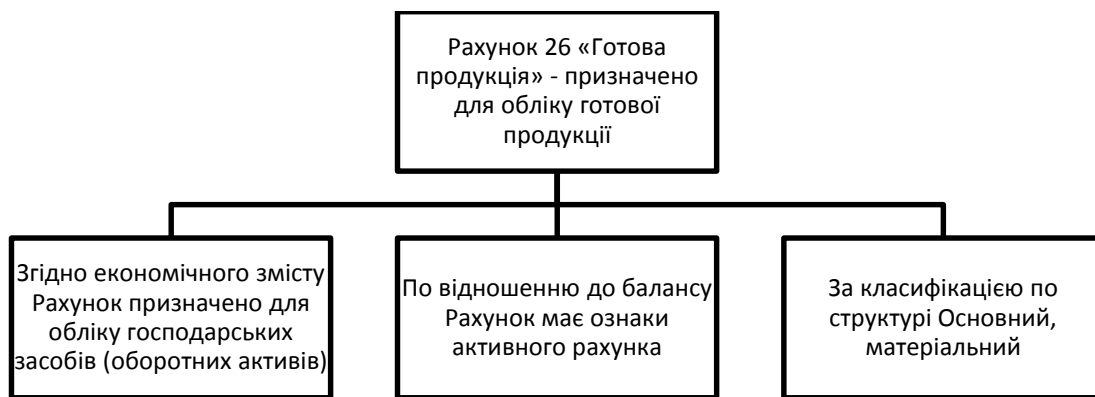 Рахунок 26 «Готова
продукція» - призначено
для обліку готової
продукції
Згідно економічного змісту
Рахунок призначено для
обліку господарських
засобів (оборотних активів)
По відношенню до балансу
Рахунок має ознаки
активного рахунка
За класифікацією по
структурі Основний,
матеріальний